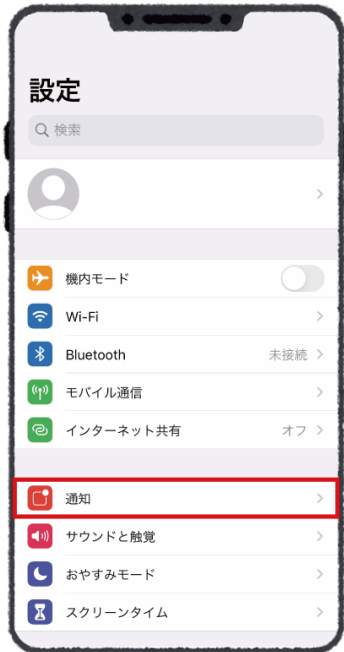 設定
検索
機内モード
Wi-Fi
Bluetooth 未接続
モバイル通信
インターネット共有 オフ
通知
サウンドと触覚
おやすみモード
スクリーンタイム